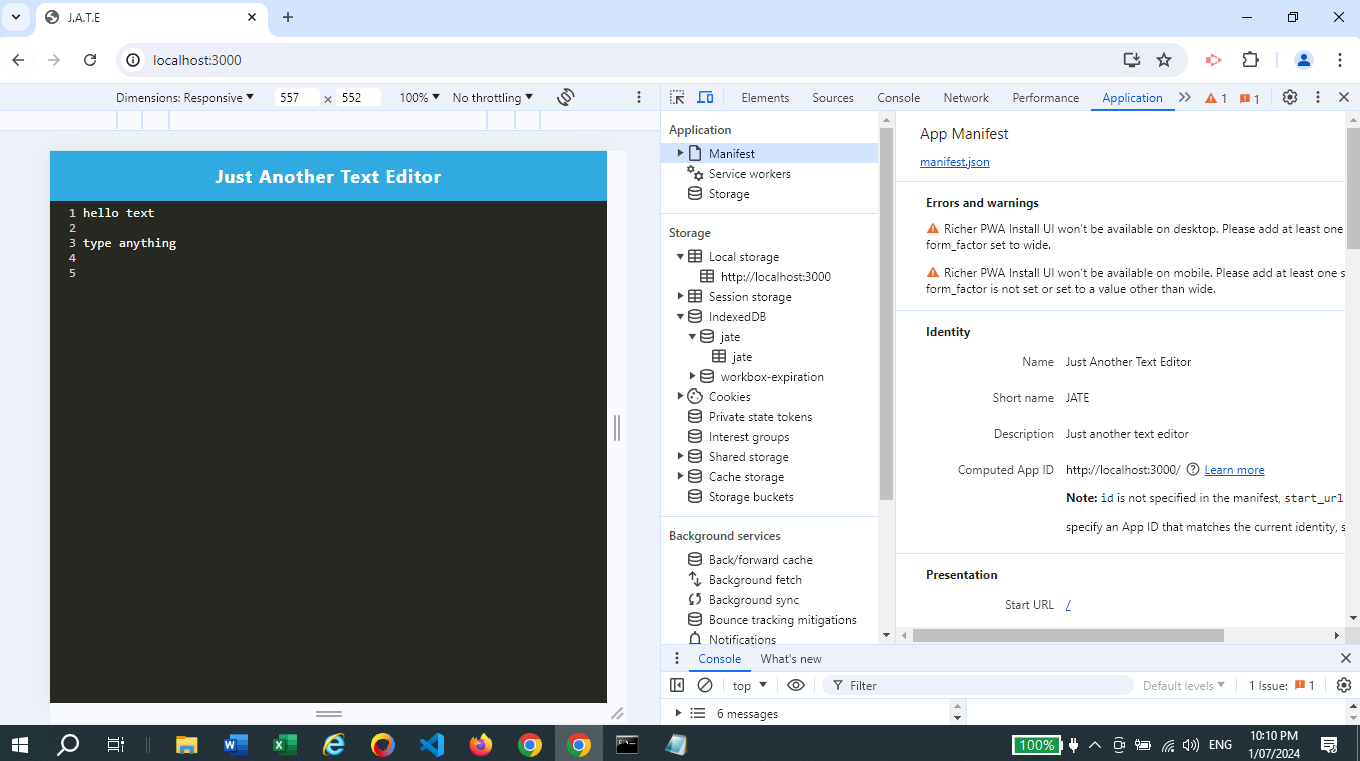 J.A.T.E
localhost:3000
Dimensions: Responsive 557 x 552 100% No throttling
Elements Sources Console Network Performance Application 1 1
Just Another Text Editor
1 hello text
2
3 type anything
4
5
Application
Manifest
Service workers
Storage
Storage
Local storage
http://localhost:3000
Session storage
IndexedDB
jate
jate
workbox-expiration
Cookies
Private state tokens
Interest groups
Shared storage
Cache storage
Storage buckets
Background services
Back/forward cache
Background fetch
Background sync
Bounce tracking mitigations
Notifications
App Manifest
manifest.json
Errors and warnings
Richer PWA Install UI won't be available on desktop. Please add at least one
form_factor set to wide.
Richer PWA Install UI won't be available on mobile. Please add at least one s
form_factor is not set or set to a value other than wide.
Identity
Name Just Another Text Editor
Short name JATE
Description Just another text editor
Computed App ID http://localhost:3000/ Learn more
Note: id is not specified in the manifest, start_url
specify an App ID that matches the current identity, s
Presentation
Start URL /
Console What's new
top Filter Default levels 1 Issue: 1
6 messages
100% ENG 10:10 PM
1/07/2024